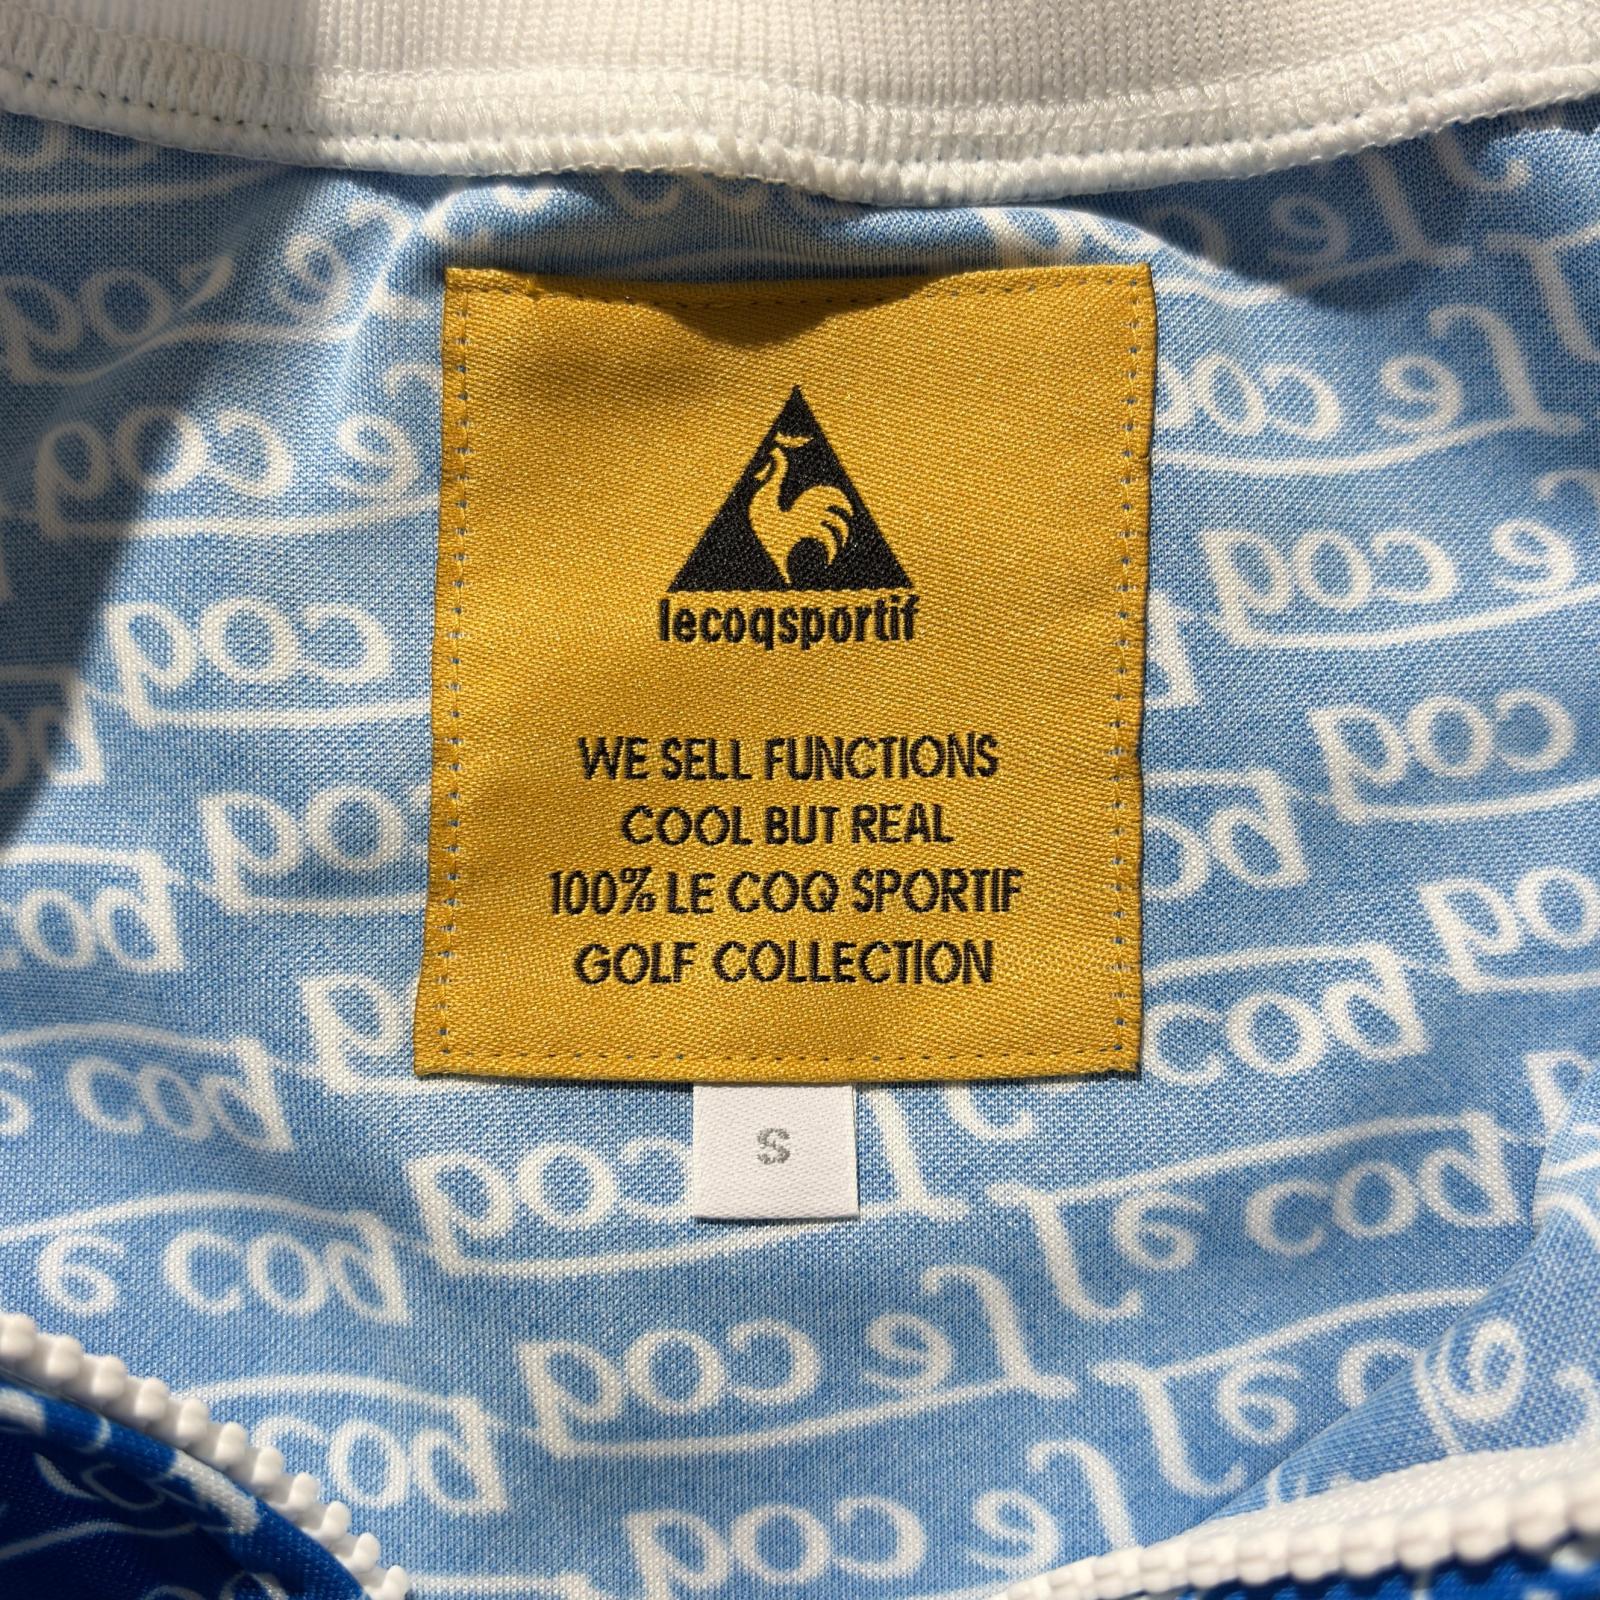 lecoqsportif
WE SELL FUNCTIONS
COOL BUT REAL
100% LE COQ SPORTIF
GOLF COLLECTION
S